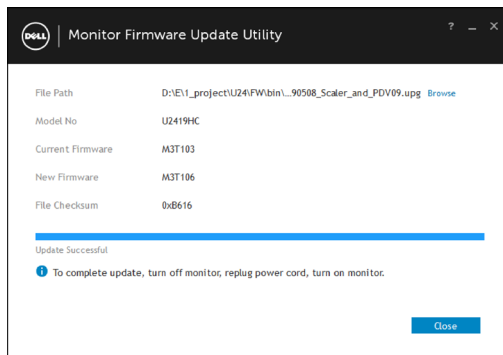 DELL Monitor Firmware Update Utility ? _ X
File Path D:\E\1_project\U24\FW\bin\...90508_Scaler_and_PDV09.upg Browse
Model No U2419HC
Current Firmware M3T103
New Firmware M3T106
File Checksum 0xB616
Update Successful
i To complete update, turn off monitor, replug power cord, turn on monitor.
Close